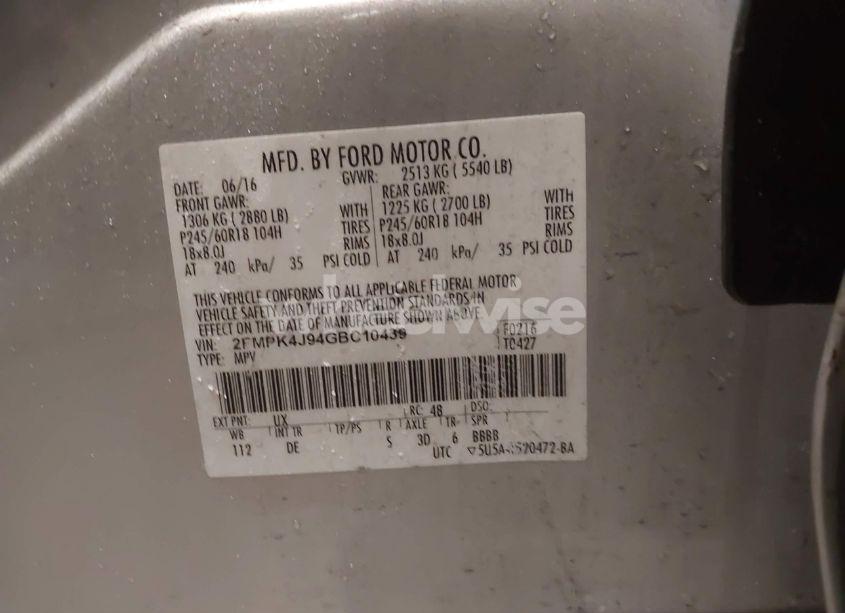 MFD. BY FORD MOTOR CO.
DATE: 06/16 GVWR: 2513 KG ( 5540 LB)
FRONT GAWR: REAR GAWR:
1306 KG ( 2880 LB) WITH 1225 KG ( 2700 LB) WITH
P245/60R18 104H TIRES P245/60R18 104H TIRES
18x8.0J RIMS 18x8.0J RIMS
AT 240 kPa/ 35 PSI COLD AT 240 kPa/ 35 PSI COLD
THIS VEHICLE CONFORMS TO ALL APPLICABLE FEDERAL MOTOR
VEHICLE SAFETY AND THEFT PREVENTION STANDARDS IN
EFFECT ON THE DATE OF MANUFACTURE SHOWN ABOVE.
VIN: 2FMPK4J94GBC10439 F0216
TYPE: MPV T0427
EXT PNT: UX RC: 48 DSO:
WB INT TR TP/PS R AXLE TR SPR
112 DE S 3D 6 BBBB
UTC